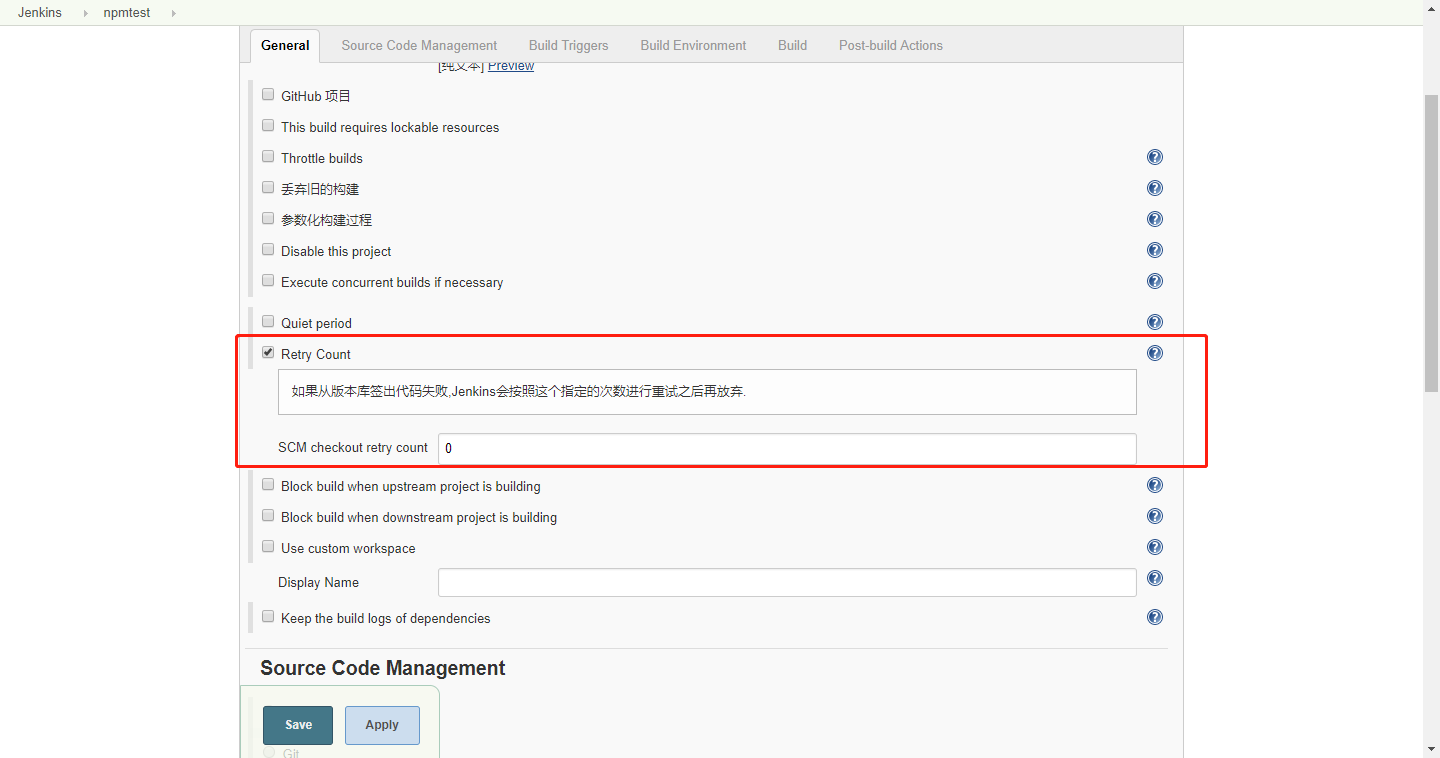 Jenkins npmtest
General Source Code Management Build Triggers Build Environment Build Post-build Actions
[纯文本] Preview
GitHub 项目
This build requires lockable resources
Throttle builds
丢弃旧的构建
参数化构建过程
Disable this project
Execute concurrent builds if necessary
Quiet period
Retry Count
如果从版本库签出代码失败,Jenkins会按照这个指定的次数进行重试之后再放弃.
SCM checkout retry count 0
Block build when upstream project is building
Block build when downstream project is building
Use custom workspace
Display Name
Keep the build logs of dependencies
Source Code Management
Save Apply
Git